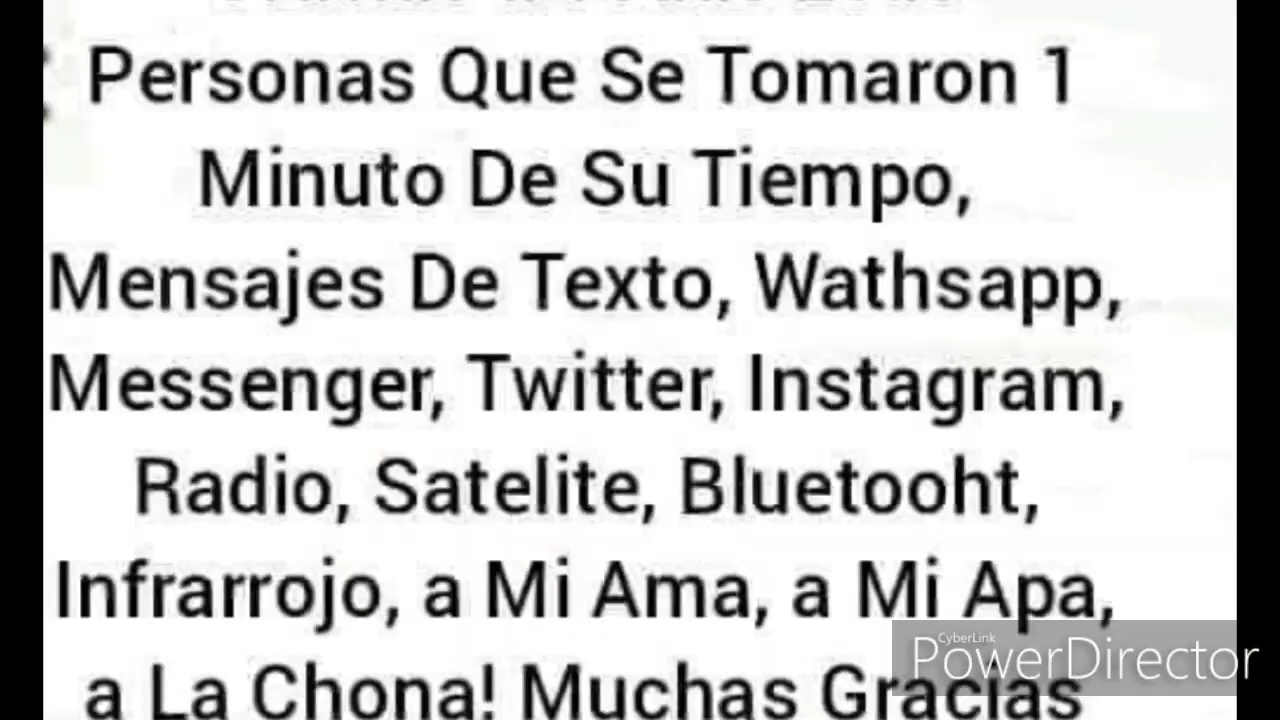 Personas Que Se Tomaron 1
Minuto De Su Tiempo,
Mensajes De Texto, Wathsapp,
Messenger, Twitter, Instagram,
Radio, Satelite, Bluetooht,
Infrarrojo, a Mi Ama, a Mi Apa,
a La Chona! Muchas Gracias
CyberLink
PowerDirector